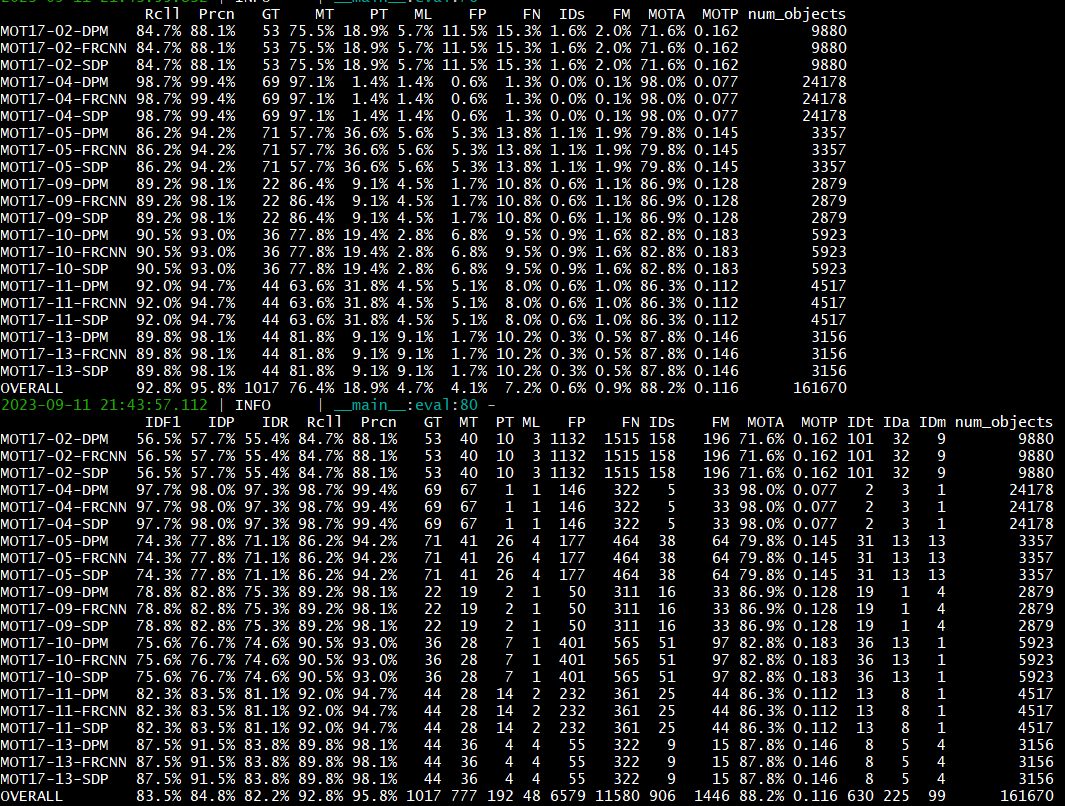 Rcll Prcn GT MT PT ML FP FN IDs FM MOTA MOTP num_objects
MOT17-02-DPM 84.7% 88.1% 53 75.5% 18.9% 5.7% 11.5% 15.3% 1.6% 2.0% 71.6% 0.162 9880
MOT17-02-FRCNN 84.7% 88.1% 53 75.5% 18.9% 5.7% 11.5% 15.3% 1.6% 2.0% 71.6% 0.162 9880
MOT17-02-SDP 84.7% 88.1% 53 75.5% 18.9% 5.7% 11.5% 15.3% 1.6% 2.0% 71.6% 0.162 9880
MOT17-04-DPM 98.7% 99.4% 69 97.1% 1.4% 1.4% 0.6% 1.3% 0.0% 0.1% 98.0% 0.077 24178
MOT17-04-FRCNN 98.7% 99.4% 69 97.1% 1.4% 1.4% 0.6% 1.3% 0.0% 0.1% 98.0% 0.077 24178
MOT17-04-SDP 98.7% 99.4% 69 97.1% 1.4% 1.4% 0.6% 1.3% 0.0% 0.1% 98.0% 0.077 24178
MOT17-05-DPM 86.2% 94.2% 71 57.7% 36.6% 5.6% 5.3% 13.8% 1.1% 1.9% 79.8% 0.145 3357
MOT17-05-FRCNN 86.2% 94.2% 71 57.7% 36.6% 5.6% 5.3% 13.8% 1.1% 1.9% 79.8% 0.145 3357
MOT17-05-SDP 86.2% 94.2% 71 57.7% 36.6% 5.6% 5.3% 13.8% 1.1% 1.9% 79.8% 0.145 3357
MOT17-09-DPM 89.2% 98.1% 22 86.4% 9.1% 4.5% 1.7% 10.8% 0.6% 1.1% 86.9% 0.128 2879
MOT17-09-FRCNN 89.2% 98.1% 22 86.4% 9.1% 4.5% 1.7% 10.8% 0.6% 1.1% 86.9% 0.128 2879
MOT17-09-SDP 89.2% 98.1% 22 86.4% 9.1% 4.5% 1.7% 10.8% 0.6% 1.1% 86.9% 0.128 2879
MOT17-10-DPM 90.5% 93.0% 36 77.8% 19.4% 2.8% 6.8% 9.5% 0.9% 1.6% 82.8% 0.183 5923
MOT17-10-FRCNN 90.5% 93.0% 36 77.8% 19.4% 2.8% 6.8% 9.5% 0.9% 1.6% 82.8% 0.183 5923
MOT17-10-SDP 90.5% 93.0% 36 77.8% 19.4% 2.8% 6.8% 9.5% 0.9% 1.6% 82.8% 0.183 5923
MOT17-11-DPM 92.0% 94.7% 44 63.6% 31.8% 4.5% 5.1% 8.0% 0.6% 1.0% 86.3% 0.112 4517
MOT17-11-FRCNN 92.0% 94.7% 44 63.6% 31.8% 4.5% 5.1% 8.0% 0.6% 1.0% 86.3% 0.112 4517
MOT17-11-SDP 92.0% 94.7% 44 63.6% 31.8% 4.5% 5.1% 8.0% 0.6% 1.0% 86.3% 0.112 4517
MOT17-13-DPM 89.8% 98.1% 44 81.8% 9.1% 9.1% 1.7% 10.2% 0.3% 0.5% 87.8% 0.146 3156
MOT17-13-FRCNN 89.8% 98.1% 44 81.8% 9.1% 9.1% 1.7% 10.2% 0.3% 0.5% 87.8% 0.146 3156
MOT17-13-SDP 89.8% 98.1% 44 81.8% 9.1% 9.1% 1.7% 10.2% 0.3% 0.5% 87.8% 0.146 3156
OVERALL 92.8% 95.8% 1017 76.4% 18.9% 4.7% 4.1% 7.2% 0.6% 0.9% 88.2% 0.116 161670
2023-09-11 21:43:57.112 | INFO | __main__:eval:80 -
IDF1 IDP IDR Rcll Prcn GT MT PT ML FP FN IDs FM MOTA MOTP IDt IDa IDm num_objects
MOT17-02-DPM 56.5% 57.7% 55.4% 84.7% 88.1% 53 40 10 3 1132 1515 158 196 71.6% 0.162 101 32 9 9880
MOT17-02-FRCNN 56.5% 57.7% 55.4% 84.7% 88.1% 53 40 10 3 1132 1515 158 196 71.6% 0.162 101 32 9 9880
MOT17-02-SDP 56.5% 57.7% 55.4% 84.7% 88.1% 53 40 10 3 1132 1515 158 196 71.6% 0.162 101 32 9 9880
MOT17-04-DPM 97.7% 98.0% 97.3% 98.7% 99.4% 69 67 1 1 146 322 5 33 98.0% 0.077 2 3 1 24178
MOT17-04-FRCNN 97.7% 98.0% 97.3% 98.7% 99.4% 69 67 1 1 146 322 5 33 98.0% 0.077 2 3 1 24178
MOT17-04-SDP 97.7% 98.0% 97.3% 98.7% 99.4% 69 67 1 1 146 322 5 33 98.0% 0.077 2 3 1 24178
MOT17-05-DPM 74.3% 77.8% 71.1% 86.2% 94.2% 71 41 26 4 177 464 38 64 79.8% 0.145 31 13 13 3357
MOT17-05-FRCNN 74.3% 77.8% 71.1% 86.2% 94.2% 71 41 26 4 177 464 38 64 79.8% 0.145 31 13 13 3357
MOT17-05-SDP 74.3% 77.8% 71.1% 86.2% 94.2% 71 41 26 4 177 464 38 64 79.8% 0.145 31 13 13 3357
MOT17-09-DPM 78.8% 82.8% 75.3% 89.2% 98.1% 22 19 2 1 50 311 16 33 86.9% 0.128 19 1 4 2879
MOT17-09-FRCNN 78.8% 82.8% 75.3% 89.2% 98.1% 22 19 2 1 50 311 16 33 86.9% 0.128 19 1 4 2879
MOT17-09-SDP 78.8% 82.8% 75.3% 89.2% 98.1% 22 19 2 1 50 311 16 33 86.9% 0.128 19 1 4 2879
MOT17-10-DPM 75.6% 76.7% 74.6% 90.5% 93.0% 36 28 7 1 401 565 51 97 82.8% 0.183 36 13 1 5923
MOT17-10-FRCNN 75.6% 76.7% 74.6% 90.5% 93.0% 36 28 7 1 401 565 51 97 82.8% 0.183 36 13 1 5923
MOT17-10-SDP 75.6% 76.7% 74.6% 90.5% 93.0% 36 28 7 1 401 565 51 97 82.8% 0.183 36 13 1 5923
MOT17-11-DPM 82.3% 83.5% 81.1% 92.0% 94.7% 44 28 14 2 232 361 25 44 86.3% 0.112 13 8 1 4517
MOT17-11-FRCNN 82.3% 83.5% 81.1% 92.0% 94.7% 44 28 14 2 232 361 25 44 86.3% 0.112 13 8 1 4517
MOT17-11-SDP 82.3% 83.5% 81.1% 92.0% 94.7% 44 28 14 2 232 361 25 44 86.3% 0.112 13 8 1 4517
MOT17-13-DPM 87.5% 91.5% 83.8% 89.8% 98.1% 44 36 4 4 55 322 9 15 87.8% 0.146 8 5 4 3156
MOT17-13-FRCNN 87.5% 91.5% 83.8% 89.8% 98.1% 44 36 4 4 55 322 9 15 87.8% 0.146 8 5 4 3156
MOT17-13-SDP 87.5% 91.5% 83.8% 89.8% 98.1% 44 36 4 4 55 322 9 15 87.8% 0.146 8 5 4 3156
OVERALL 83.5% 84.8% 82.2% 92.8% 95.8% 1017 777 192 48 6579 11580 906 1446 88.2% 0.116 630 225 99 161670